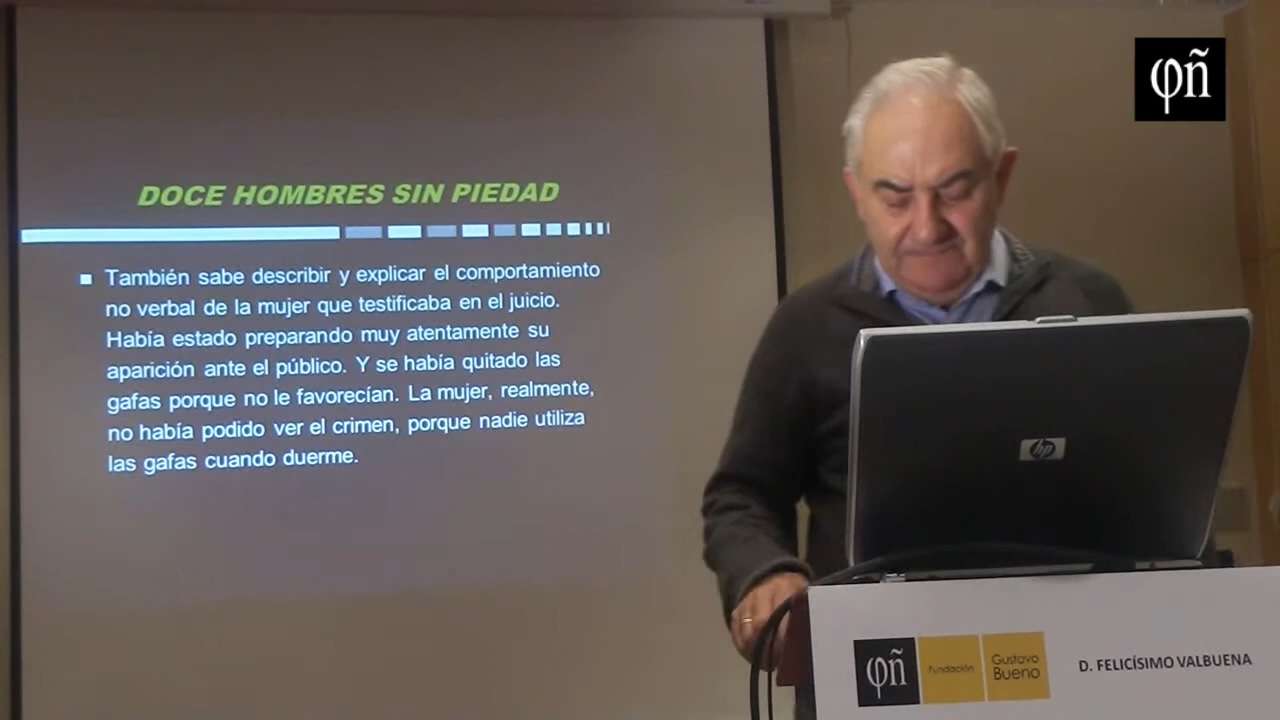 φñ
DOCE HOMBRES SIN PIEDAD
También sabe describir y explicar el comportamiento
no verbal de la mujer que testificaba en el juicio.
Había estado preparando muy atentamente su
aparición ante el público. Y se había quitado las
gafas porque no le favorecían. La mujer, realmente,
no había podido ver el crimen, porque nadie utiliza
las gafas cuando duerme.
hp
φñ
Fundación
Gustavo
Bueno
D. FELICÍSIMO VALBUENA